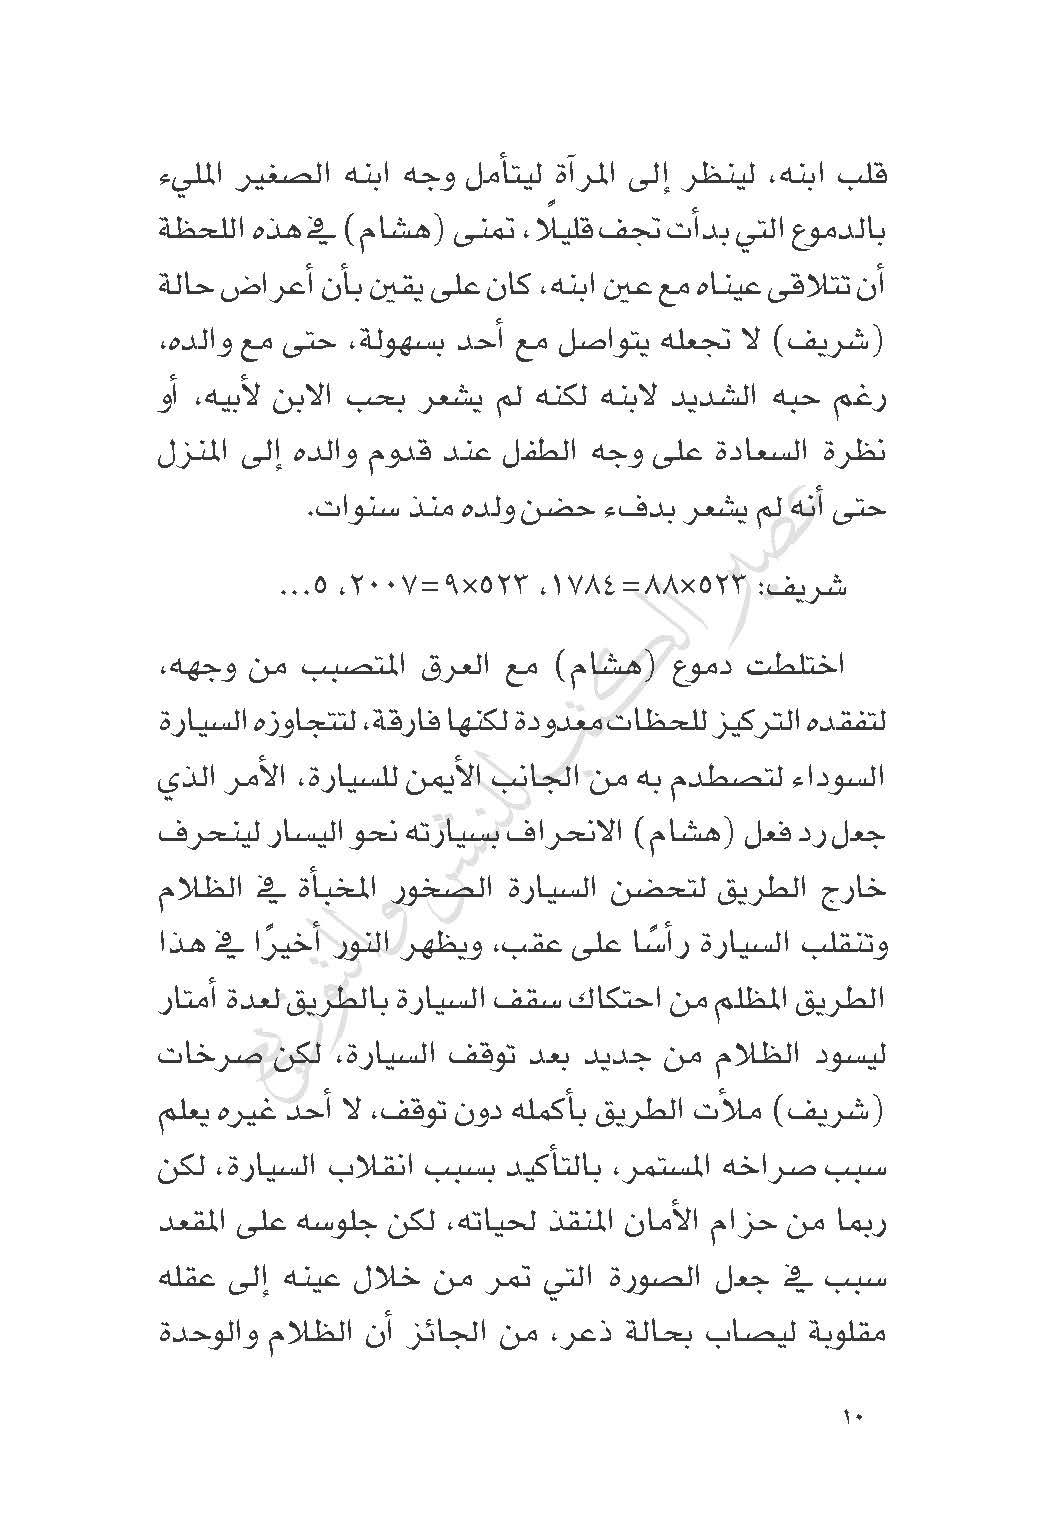 قلب ابنه، لينظر إلى المرآة ليتأمل وجه ابنه الصغير المليء
بالدموع التي بدأت تجف قليلًا، تمنى (هشام) في هذه اللحظة
أن تتلاقى عيناه مع عين ابنه، كان على يقين بأن أعراض حالة
(شريف) لا تجعله يتواصل مع أحد بسهولة، حتى مع والده،
رغم حبه الشديد لابنه لكنه لم يشعر بحب الابن لأبيه، أو
نظرة السعادة على وجه الطفل عند قدوم والده إلى المنزل
حتى أنه لم يشعر بدفء حضن ولده منذ سنوات.
شريف: ٥٢٣×٨٨=١٧٨٤، ٥٢٣×٩=٢٠٠٧، ٥...
اختلطت دموع (هشام) مع العرق المتصبب من وجهه،
لتفقده التركيز للحظات معدودة لكنها فارقة، لتتجاوزه السيارة
السوداء لتصطدم به من الجانب الأيمن للسيارة، الأمر الذي
جعل رد فعل (هشام) الانحراف بسيارته نحو اليسار لينحرف
خارج الطريق لتحضن السيارة الصخور المخبأة في الظلام
وتنقلب السيارة رأسًا على عقب، ويظهر النور أخيرًا في هذا
الطريق المظلم من احتكاك سقف السيارة بالطريق لعدة أمتار
ليسود الظلام من جديد بعد توقف السيارة، لكن صرخات
(شريف) ملأت الطريق بأكمله دون توقف، لا أحد غيره يعلم
سبب صراخه المستمر، بالتأكيد بسبب انقلاب السيارة، لكن
ربما من حزام الأمان المنقذ لحياته، لكن جلوسه على المقعد
سبب في جعل الصورة التي تمر من خلال عينه إلى عقله
مقلوبة ليصاب بحالة ذعر، من الجائز أن الظلام والوحدة
١٠
عصير الكتب للنشر والتوزيع